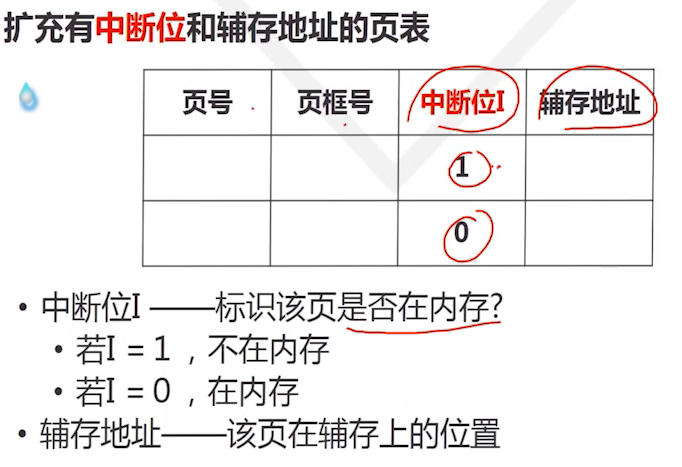 扩充有中断位和辅存地址的页表
页号 页框号 中断位I 辅存地址
1
0
• 中断位I ——标识该页是否在内存?
• 若I = 1 ，不在内存
• 若I = 0 ，在内存
• 辅存地址——该页在辅存上的位置